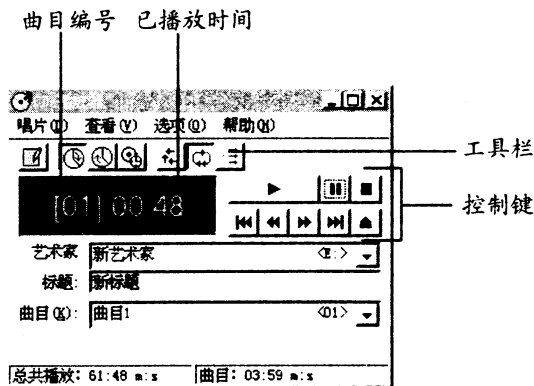 曲目编号 已播放时间
唱片(D) 查看(V) 选项(O) 帮助(H)
工具栏
[01] 00:48
控制键
艺术家 新艺术家 <E:>
标题: 新标题
曲目(K): 曲目1 <01>
总共播放: 61:48 m:s 曲目: 03:59 m:s